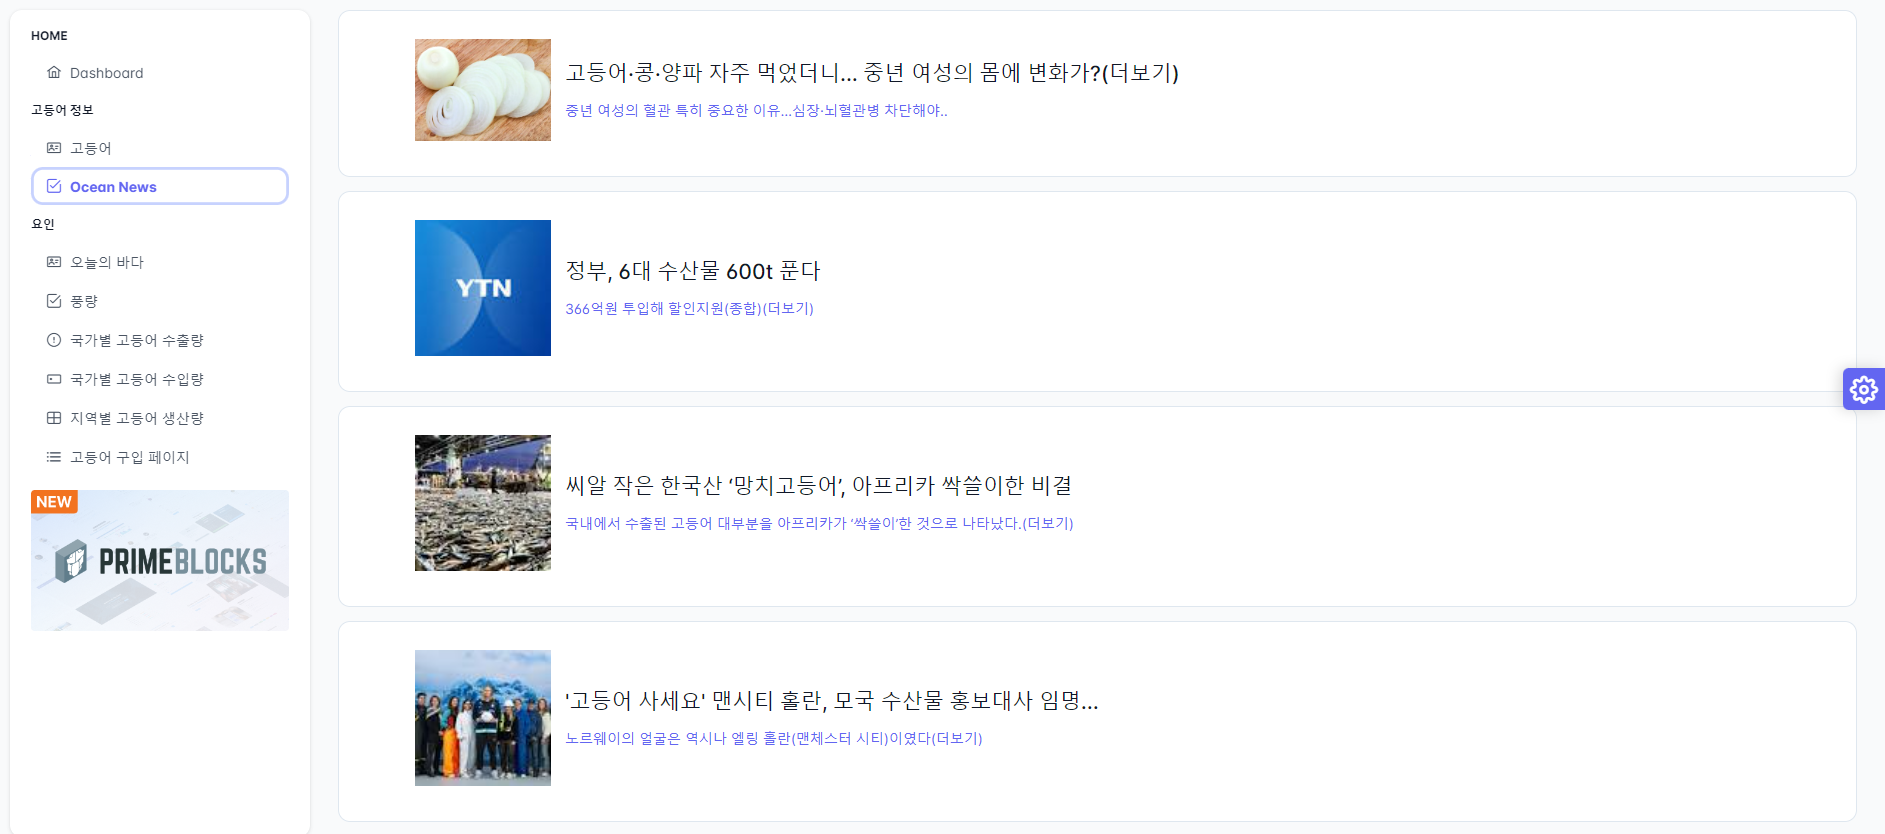 HOME
Dashboard
고등어 정보
고등어
Ocean News
요인
오늘의 바다
풍량
국가별 고등어 수출량
국가별 고등어 수입량
지역별 고등어 생산량
고등어 구입 페이지
NEW
PRIMEBLOCKS
고등어·콩·양파 자주 먹었더니... 중년 여성의 몸에 변화가?(더보기)
중년 여성의 혈관 특히 중요한 이유...심장·뇌혈관병 차단해야..
YTN
정부, 6대 수산물 600t 푼다
366억원 투입해 할인지원(종합)(더보기)
씨알 작은 한국산 ‘망치고등어’, 아프리카 싹쓸이한 비결
국내에서 수출된 고등어 대부분을 아프리카가 ‘싹쓸이’한 것으로 나타났다.(더보기)
'고등어 사세요' 맨시티 홀란, 모국 수산물 홍보대사 임명...
노르웨이의 얼굴은 역시나 엘링 홀란(맨체스터 시티)이였다(더보기)